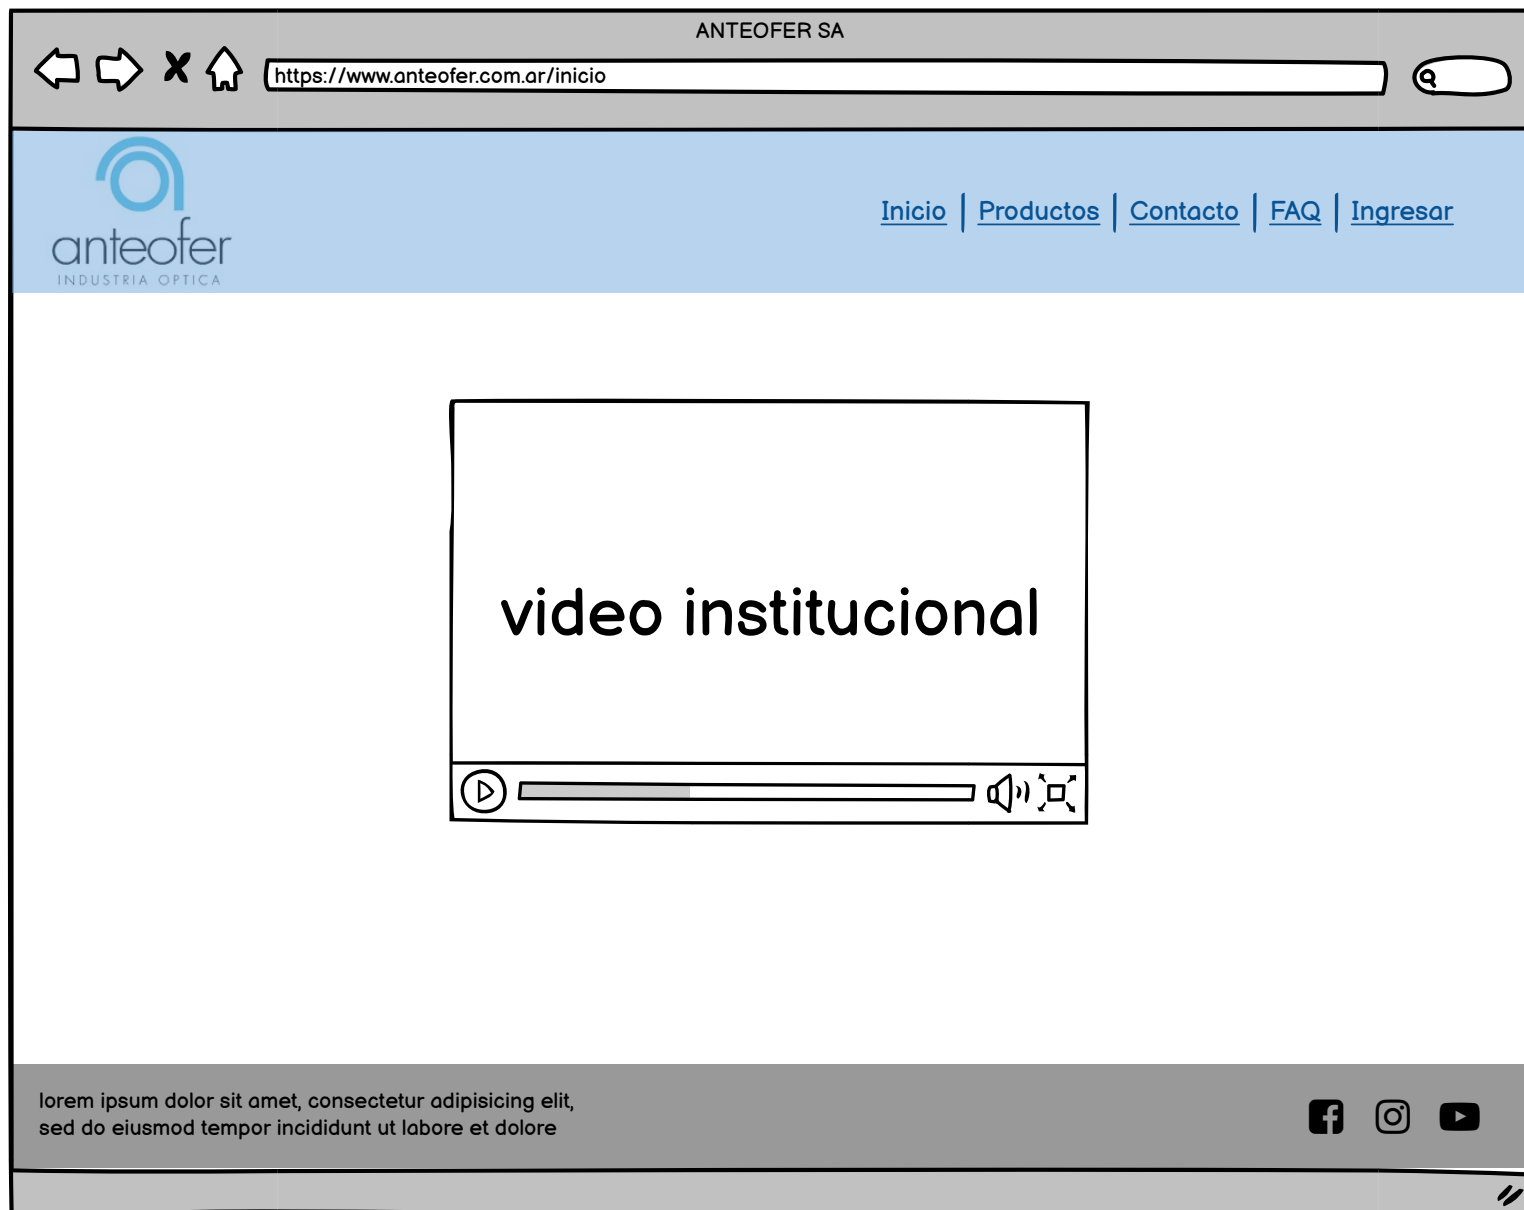 ANTEOFER SA
https://www.anteofer.com.ar/inicio
anteofer
INDUSTRIA OPTICA
Inicio | Productos | Contacto | FAQ | Ingresar
video institucional
lorem ipsum dolor sit amet, consectetur adipisicing elit,
sed do eiusmod tempor incididunt ut labore et dolore